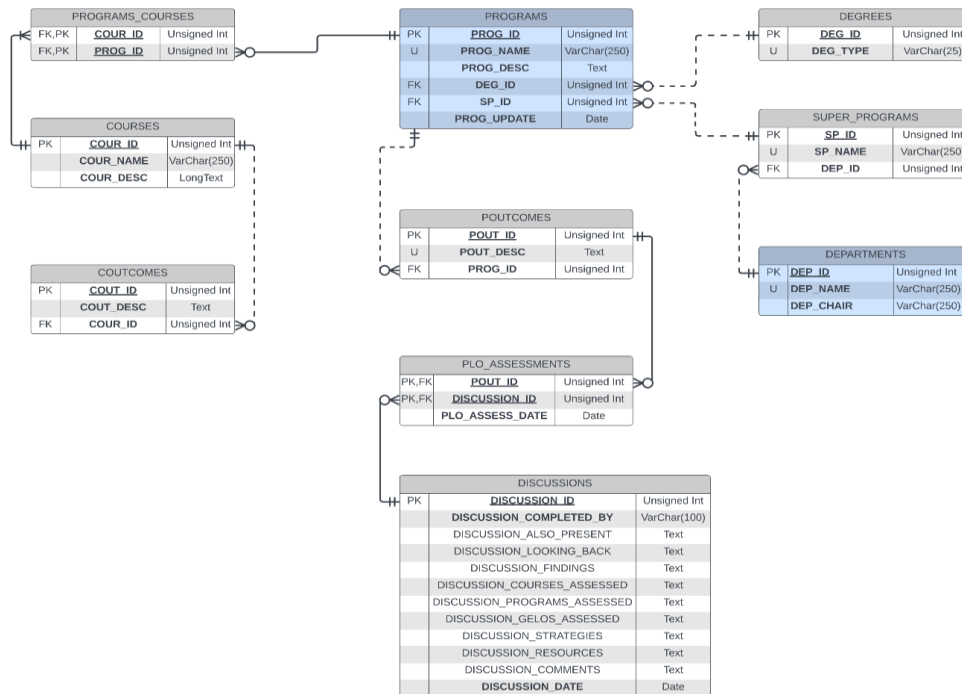 PROGRAMS_COURSES
FK,PK COUR_ID Unsigned Int
FK,PK PROG_ID Unsigned Int
PROGRAMS
PK PROG_ID Unsigned Int
U PROG_NAME VarChar(250)
PROG_DESC Text
FK DEG_ID Unsigned Int
FK SP_ID Unsigned Int
PROG_UPDATE Date
DEGREES
PK DEG_ID Unsigned Int
U DEG_TYPE VarChar(25)
COURSES
PK COUR_ID Unsigned Int
COUR_NAME VarChar(250)
COUR_DESC LongText
SUPER_PROGRAMS
PK SP_ID Unsigned Int
U SP_NAME VarChar(250)
FK DEP_ID Unsigned Int
POUTCOMES
PK POUT_ID Unsigned Int
U POUT_DESC Text
FK PROG_ID Unsigned Int
COUTCOMES
PK COUT_ID Unsigned Int
COUT_DESC Text
FK COUR_ID Unsigned Int
DEPARTMENTS
PK DEP_ID Unsigned Int
U DEP_NAME VarChar(250)
DEP_CHAIR VarChar(250)
PLO_ASSESSMENTS
PK,FK POUT_ID Unsigned Int
PK,FK DISCUSSION_ID Unsigned Int
PLO_ASSESS_DATE Date
DISCUSSIONS
PK DISCUSSION_ID Unsigned Int
DISCUSSION_COMPLETED_BY VarChar(100)
DISCUSSION_ALSO_PRESENT Text
DISCUSSION_LOOKING_BACK Text
DISCUSSION_FINDINGS Text
DISCUSSION_COURSES_ASSESSED Text
DISCUSSION_PROGRAMS_ASSESSED Text
DISCUSSION_GELOS_ASSESSED Text
DISCUSSION_STRATEGIES Text
DISCUSSION_RESOURCES Text
DISCUSSION_COMMENTS Text
DISCUSSION_DATE Date